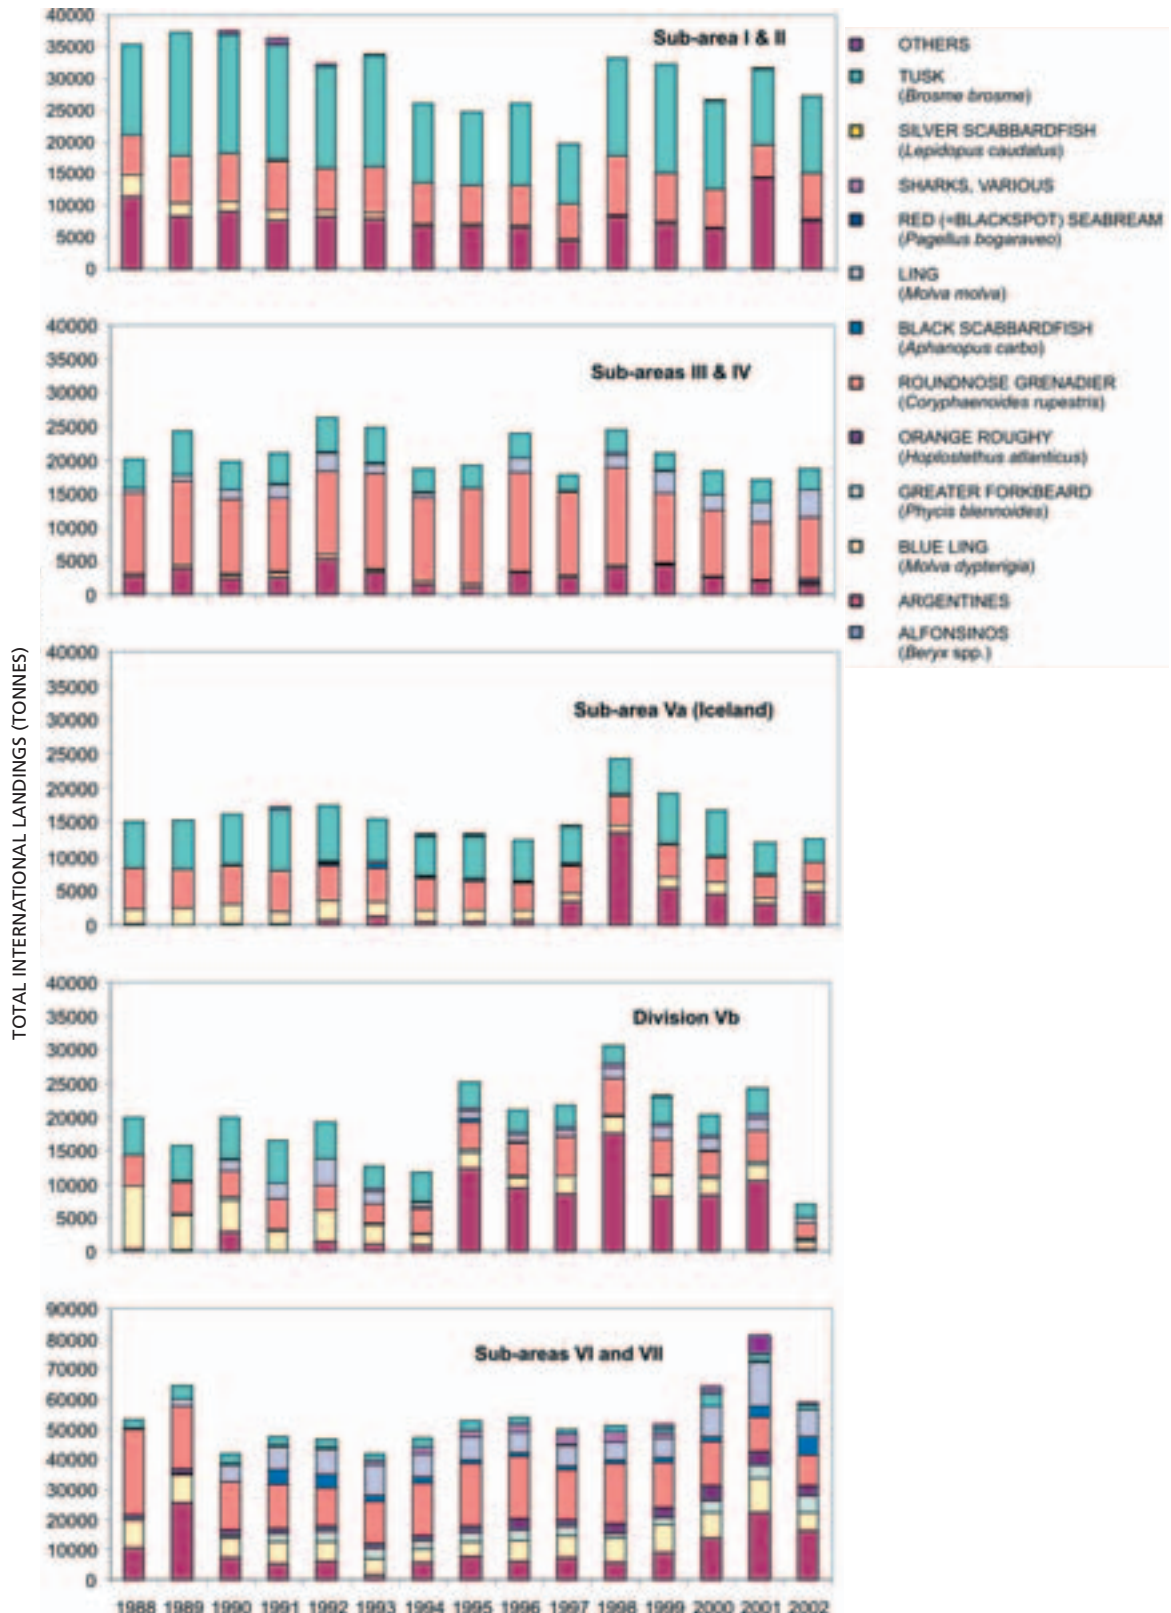 TOTAL INTERNATIONAL LANDINGS (TONNES)
40000
35000
30000
25000
20000
15000
10000
5000
0
Sub-area I & II
OTHERS
TUSK
(Brosme brosme)
SILVER SCABBARDFISH
(Lepidopus caudatus)
SHARKS, VARIOUS
RED (=BLACKSPOT) SEABREAM
(Pagellus bogaraveo)
LING
(Molva molva)
BLACK SCABBARDFISH
(Aphanopus carbo)
ROUNDNOSE GRENADIER
(Coryphaenoides rupestris)
ORANGE ROUGHY
(Hoplostethus atlanticus)
GREATER FORKBEARD
(Phycis blennoides)
BLUE LING
(Molva dypterigia)
ARGENTINES
ALFONSINOS
(Beryx spp.)
40000
35000
30000
25000
20000
15000
10000
5000
0
Sub-areas III & IV
40000
35000
30000
25000
20000
15000
10000
5000
0
Sub-area Va (Iceland)
40000
35000
30000
25000
20000
15000
10000
5000
0
Division Vb
90000
80000
70000
60000
50000
40000
30000
20000
10000
0
Sub-areas VI and VII
1988 1989 1990 1991 1992 1993 1994 1995 1996 1997 1998 1999 2000 2001 2002